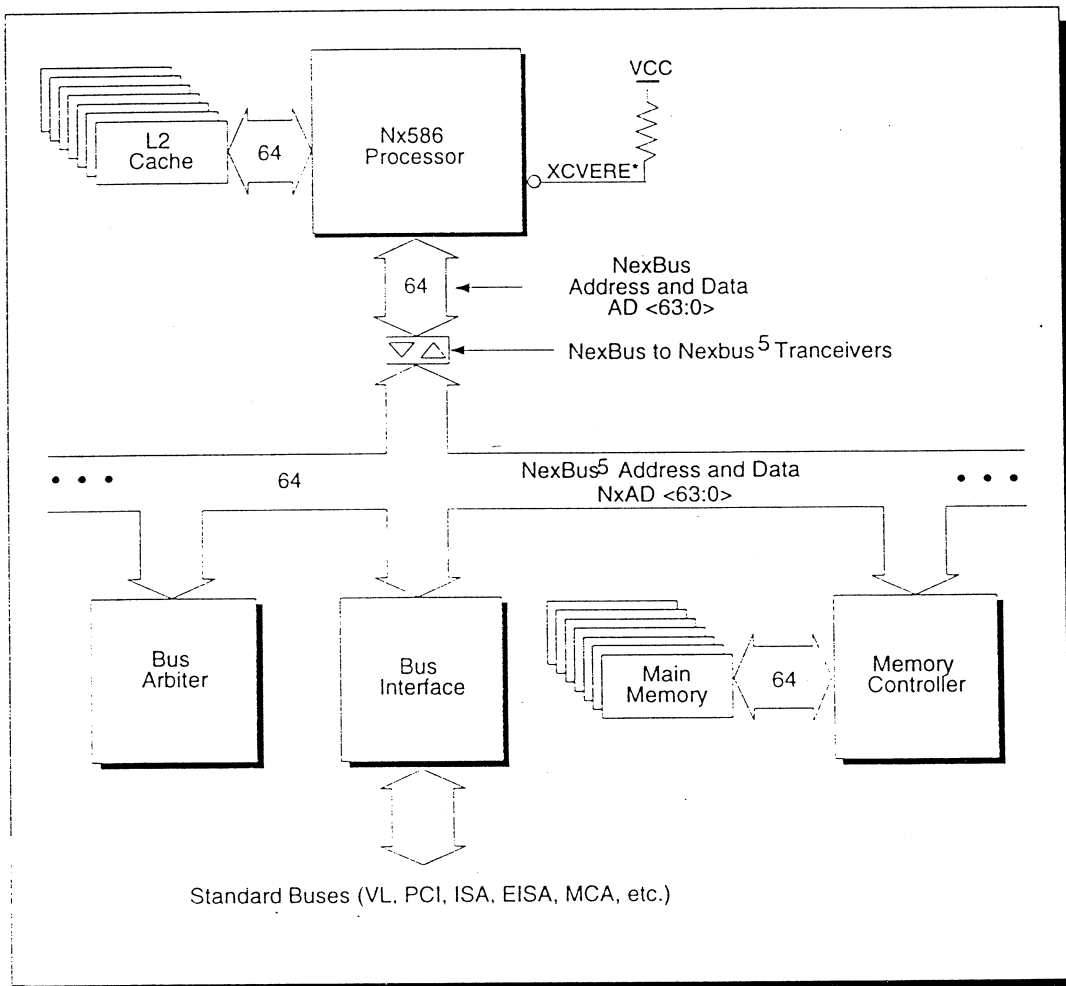 VCC
L2
Cache
64
Nx586
Processor
XCVERE*
64
NexBus
Address and Data
AD <63:0>
NexBus to Nexbus5 Tranceivers
• • •
64
NexBus5 Address and Data
NxAD <63:0>
• • •
Bus
Arbiter
Bus
Interface
Main
Memory
64
Memory
Controller
Standard Buses (VL, PCI, ISA, EISA, MCA, etc.)